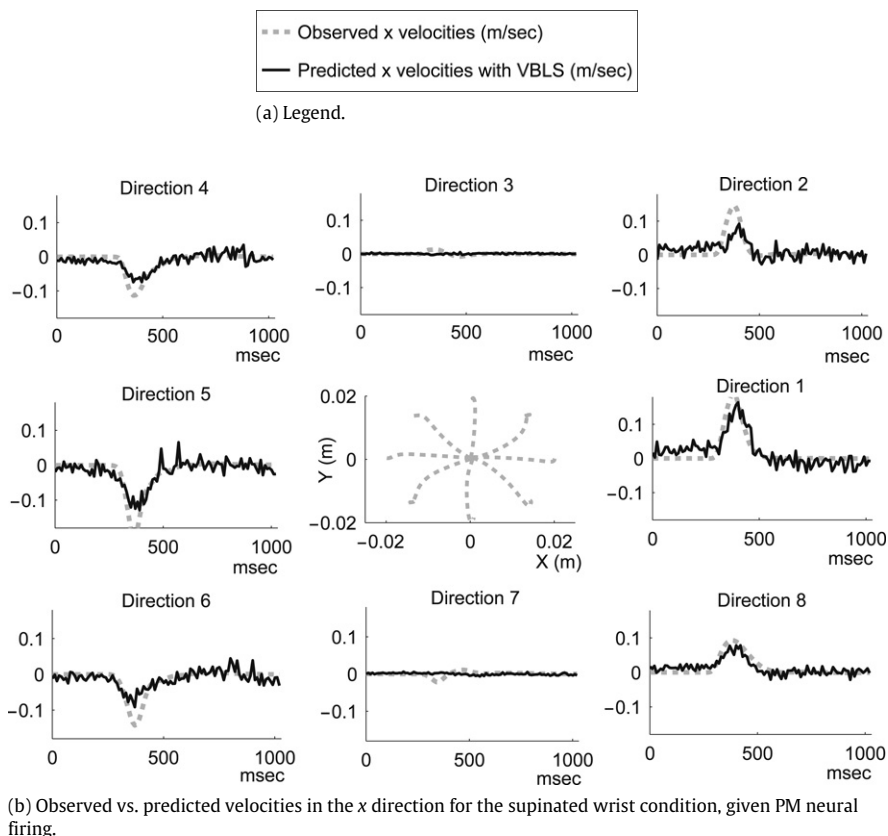 Observed x velocities (m/sec)
Predicted x velocities with VBLS (m/sec)
(a) Legend.
Direction 4
0.1
0
−0.1
0 500 1000
msec
Direction 3
0.1
0
−0.1
0 500 1000
msec
Direction 2
0.1
0
−0.1
0 500 1000
msec
Direction 5
0.1
0
−0.1
0 500 1000
msec
0.02
Y (m)
0
−0.02
−0.02 0 0.02
X (m)
Direction 1
0.1
0
−0.1
0 500 1000
msec
Direction 6
0.1
0
−0.1
0 500 1000
msec
Direction 7
0.1
0
−0.1
0 500 1000
msec
Direction 8
0.1
0
−0.1
0 500 1000
msec
(b) Observed vs. predicted velocities in the x direction for the supinated wrist condition, given PM neural
firing.